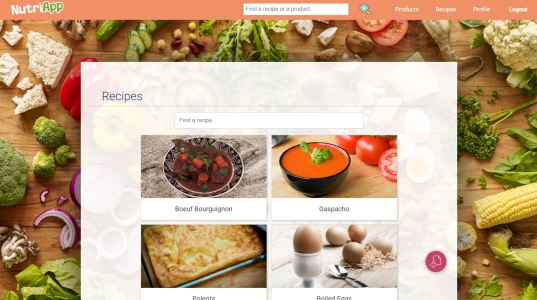 NutriApp
Find a recipe or a product.
Products
Recipes
Profile
Logout
Recipes
Find a recipe.
Boeuf Bourguignon
Gaspacho
Polenta
Boiled Eggs